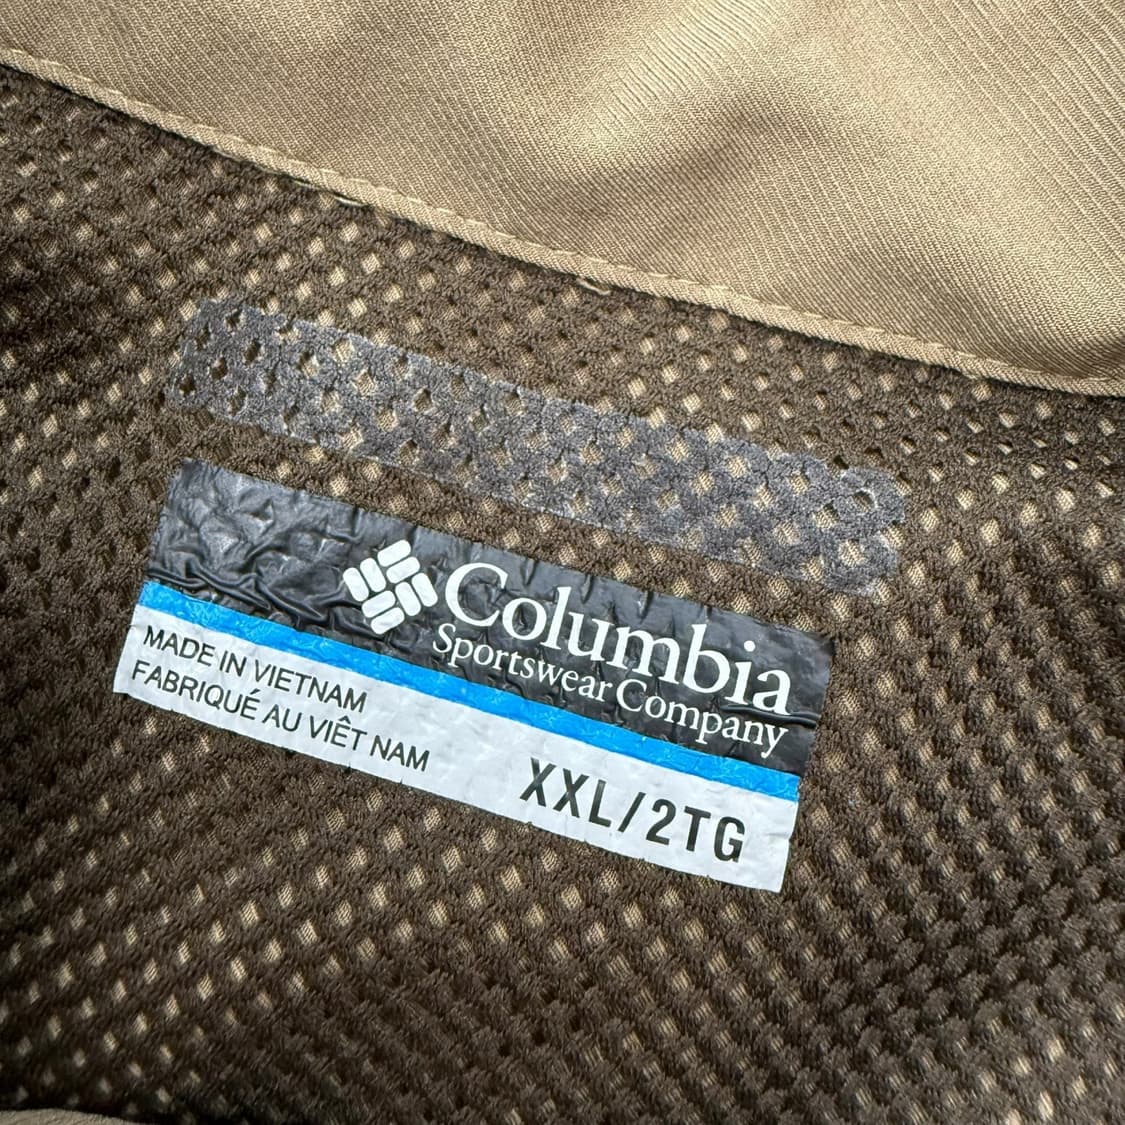 Columbia
Sportswear Company
MADE IN VIETNAM
FABRIQUÉ AU VIÊT NAM
XXL/2TG